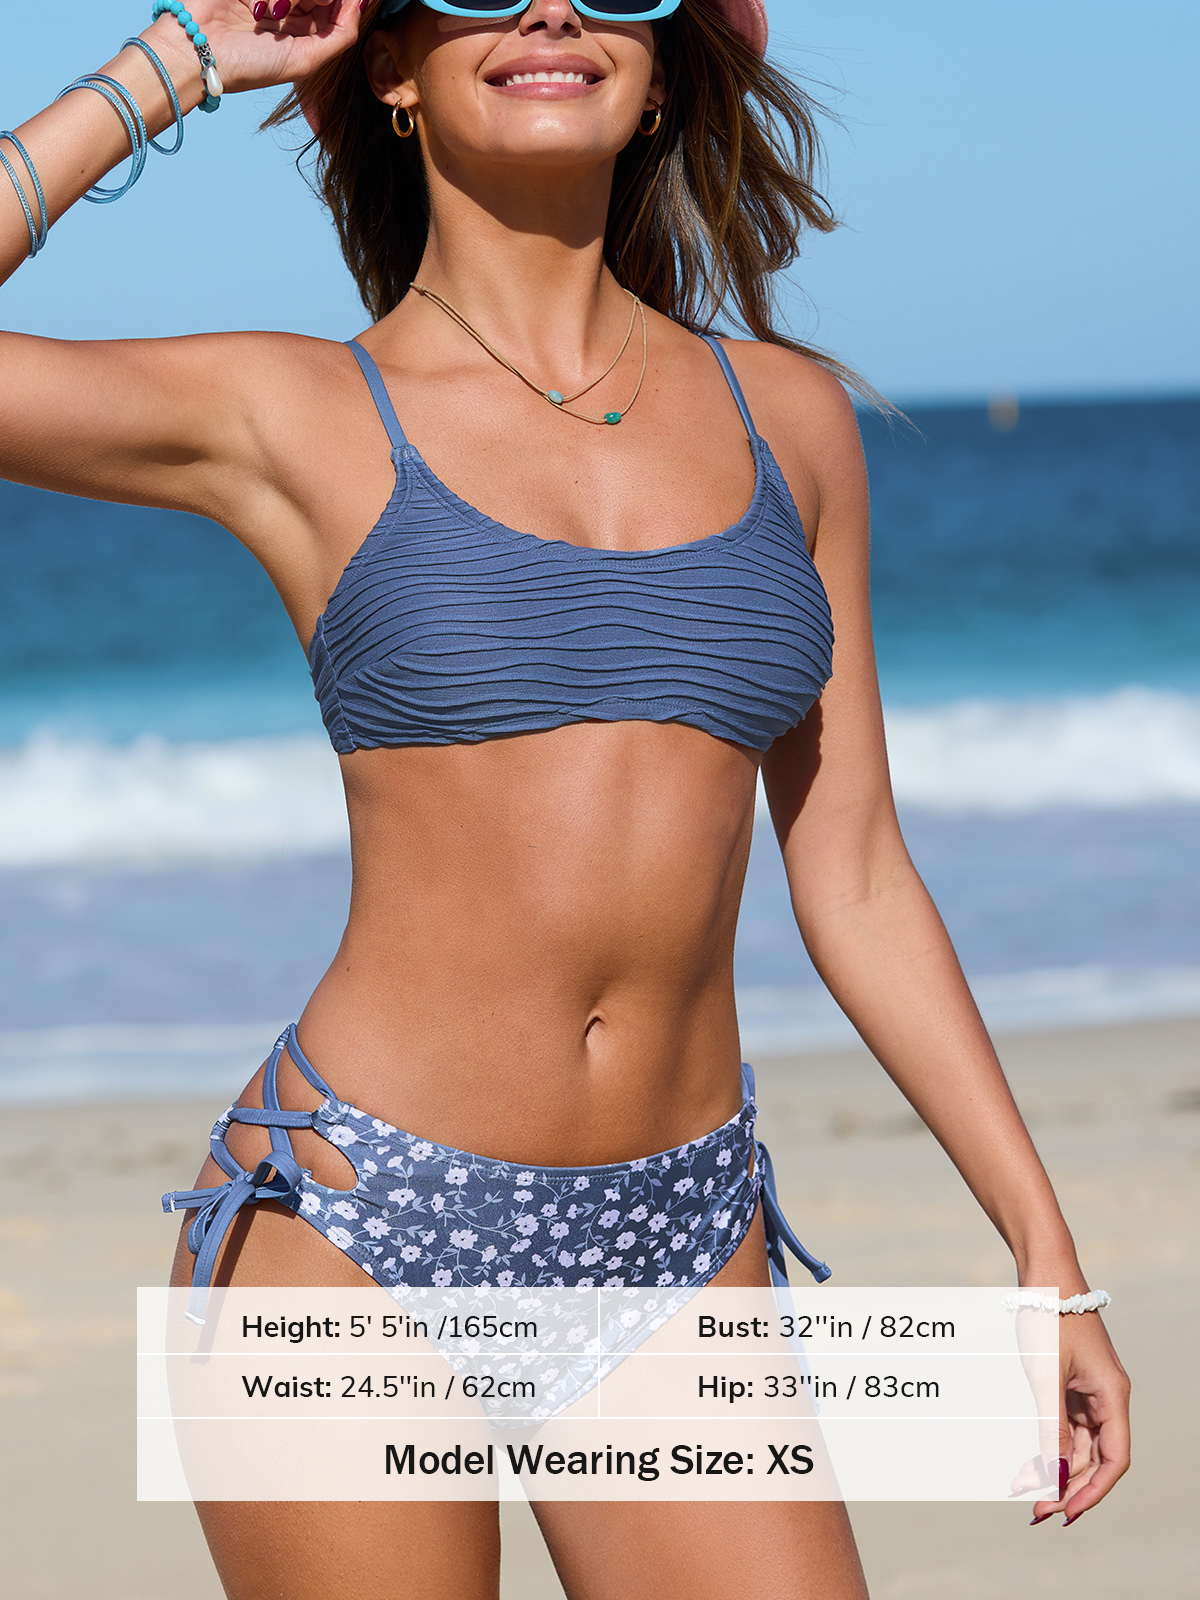 Height: 5' 5'in /165cm
Bust: 32''in / 82cm
Waist: 24.5''in / 62cm
Hip: 33''in / 83cm
Model Wearing Size: XS